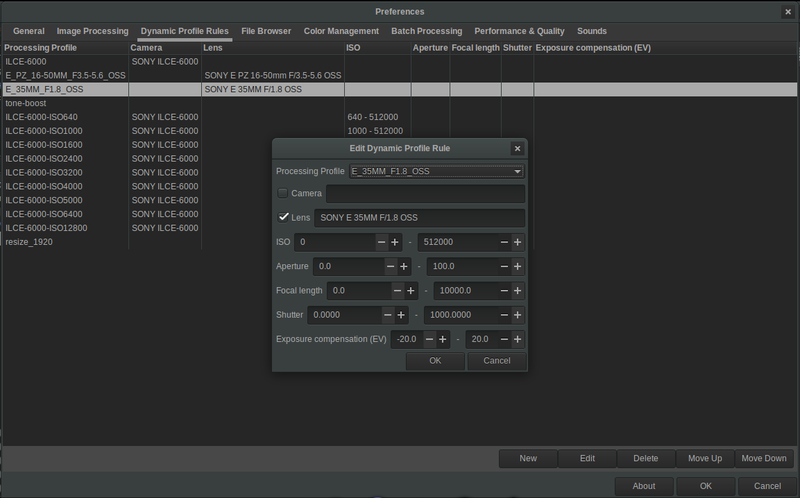 Preferences
General Image Processing Dynamic Profile Rules File Browser Color Management Batch Processing Performance & Quality Sounds
Processing Profile Camera Lens ISO Aperture Focal length Shutter Exposure compensation (EV)
ILCE-6000 SONY ILCE-6000
E_PZ_16-50MM_F3.5-5.6_OSS SONY E PZ 16-50mm F/3.5-5.6 OSS
E_35MM_F1.8_OSS SONY E 35MM F/1.8 OSS
tone-boost
ILCE-6000-ISO640 SONY ILCE-6000 640 - 512000
ILCE-6000-ISO1000 SONY ILCE-6000 1000 - 512000
ILCE-6000-ISO1600 SONY ILCE-6000
ILCE-6000-ISO2400 SONY ILCE-6000
ILCE-6000-ISO3200 SONY ILCE-6000
ILCE-6000-ISO4000 SONY ILCE-6000
ILCE-6000-ISO5000 SONY ILCE-6000
ILCE-6000-ISO6400 SONY ILCE-6000
ILCE-6000-ISO12800 SONY ILCE-6000
resize_1920
Edit Dynamic Profile Rule
Processing Profile E_35MM_F1.8_OSS
Camera
Lens SONY E 35MM F/1.8 OSS
ISO 0 - 512000
Aperture 0.0 - 100.0
Focal length 0.0 - 10000.0
Shutter 0.0000 - 1000.0000
Exposure compensation (EV) -20.0 - 20.0
OK Cancel
New Edit Delete Move Up Move Down
About OK Cancel